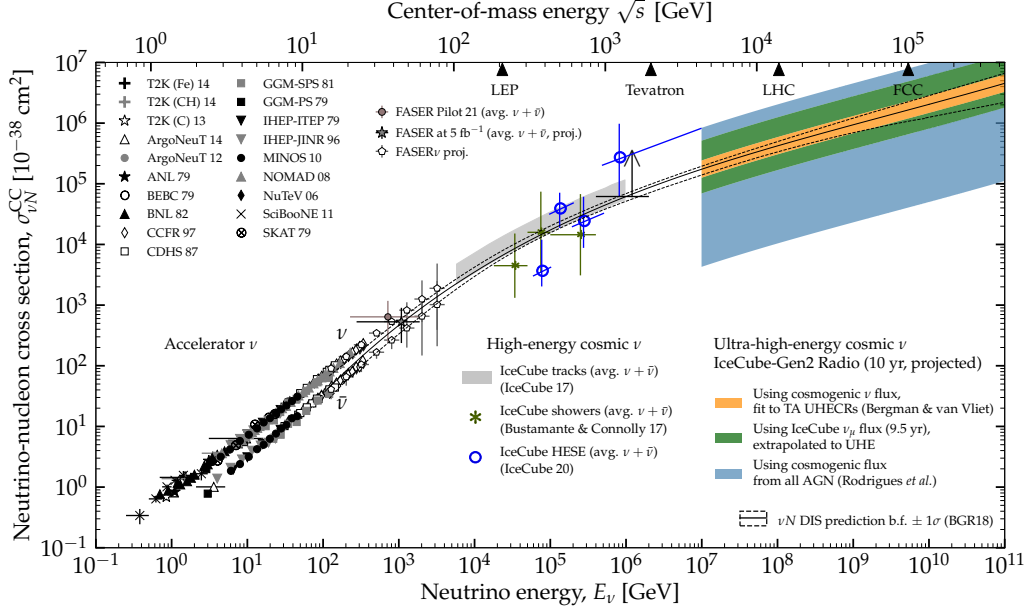 Center-of-mass energy √s [GeV]
10⁰ 10¹ 10² 10³ 10⁴ 10⁵
LEP Tevatron LHC FCC
Neutrino-nucleon cross section, σ_νN^CC [10⁻³⁸ cm²]
10⁷
10⁶
10⁵
10⁴
10³
10²
10¹
10⁰
10⁻¹
T2K (Fe) 14
T2K (CH) 14
T2K (C) 13
ArgoNeuT 14
ArgoNeuT 12
ANL 79
BEBC 79
BNL 82
CCFR 97
CDHS 87
GGM-SPS 81
GGM-PS 79
IHEP-ITEP 79
IHEP-JINR 96
MINOS 10
NOMAD 08
NuTeV 06
SciBooNE 11
SKAT 79
FASER Pilot 21 (avg. ν + ν̄)
FASER at 5 fb⁻¹ (avg. ν + ν̄, proj.)
FASERν proj.
Accelerator ν
ν
ν̄
High-energy cosmic ν
IceCube tracks (avg. ν + ν̄)
(IceCube 17)
IceCube showers (avg. ν + ν̄)
(Bustamante & Connolly 17)
IceCube HESE (avg. ν + ν̄)
(IceCube 20)
Ultra-high-energy cosmic ν
IceCube-Gen2 Radio (10 yr, projected)
Using cosmogenic ν flux,
fit to TA UHECRs (Bergman & van Vliet)
Using IceCube ν_μ flux (9.5 yr),
extrapolated to UHE
Using cosmogenic flux
from all AGN (Rodrigues et al.)
νN DIS prediction b.f. ± 1σ (BGR18)
10⁻¹ 10⁰ 10¹ 10² 10³ 10⁴ 10⁵ 10⁶ 10⁷ 10⁸ 10⁹ 10¹⁰ 10¹¹
Neutrino energy, E_ν [GeV]